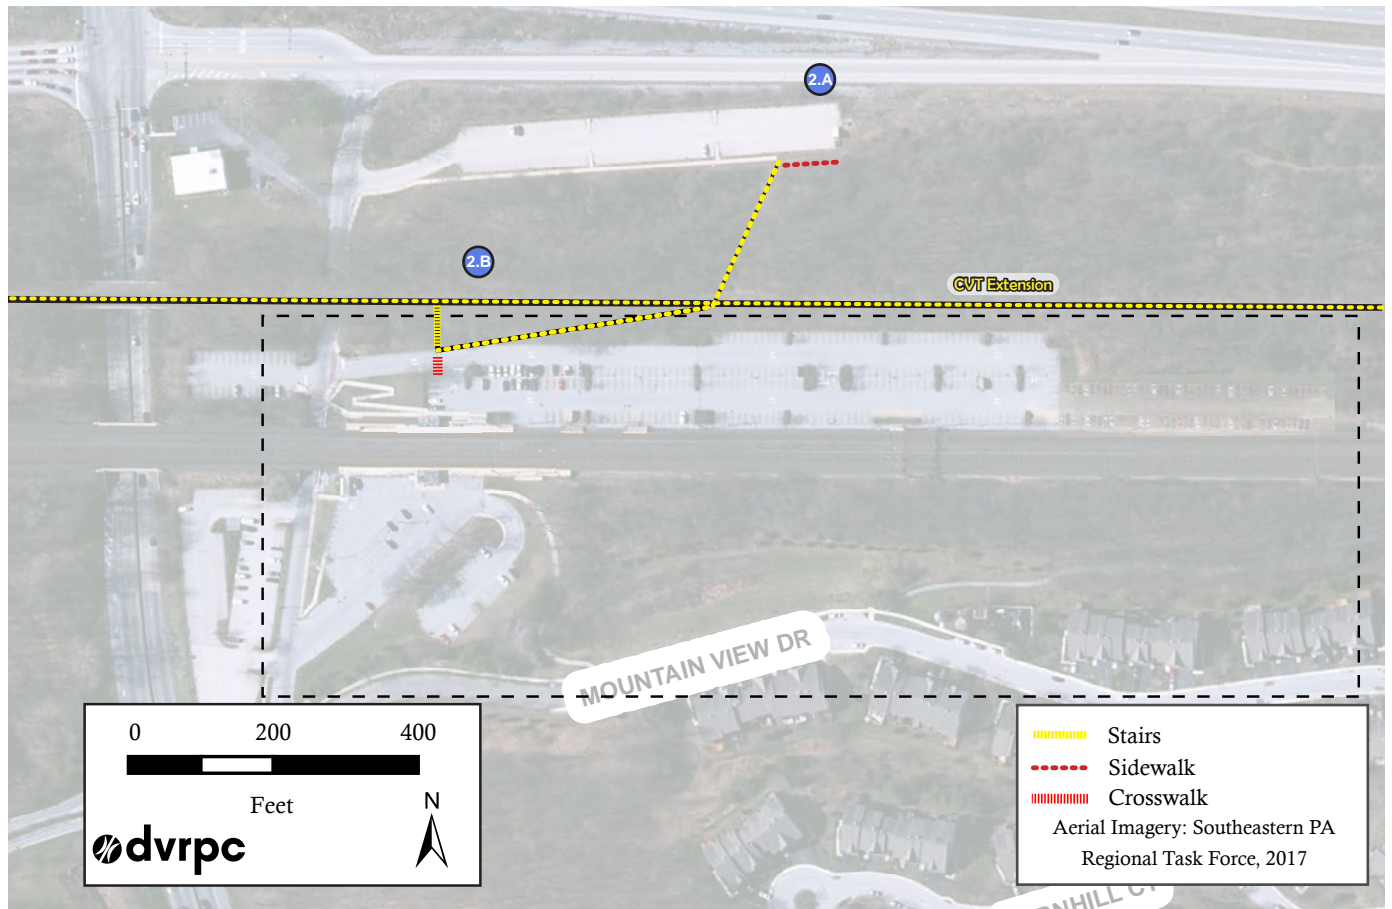 2.A
2.B
CVT Extension
MOUNTAIN VIEW DR
0 200 400
Feet
N
dvrpc
Stairs
Sidewalk
Crosswalk
Aerial Imagery: Southeastern PA
Regional Task Force, 2017